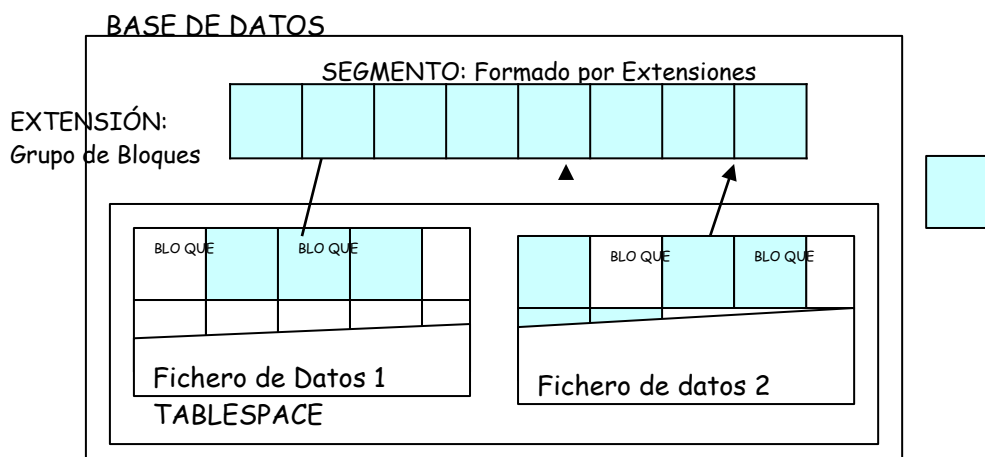 BASE DE DATOS
SEGMENTO: Formado por Extensiones
EXTENSIÓN:
Grupo de Bloques
BLO QUE BLO QUE BLO QUE BLO QUE
Fichero de Datos 1
Fichero de datos 2
TABLESPACE